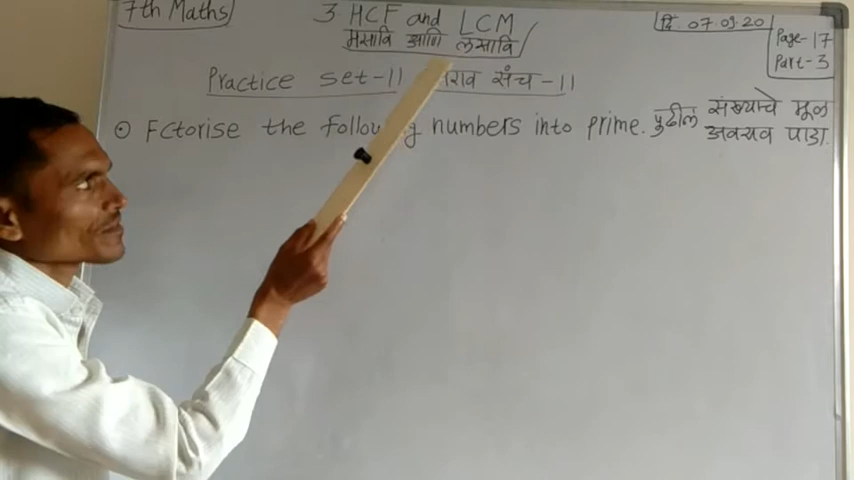 7th Maths
3 HCF and LCM
मसावि आणि लसावि
दि. 07.09.20
Page-17
Part-3
Practice set-11 राव संच -11
⊙ Fctorise the following numbers into prime. पुढील संख्याचे मूळ
अवयव पाडा.